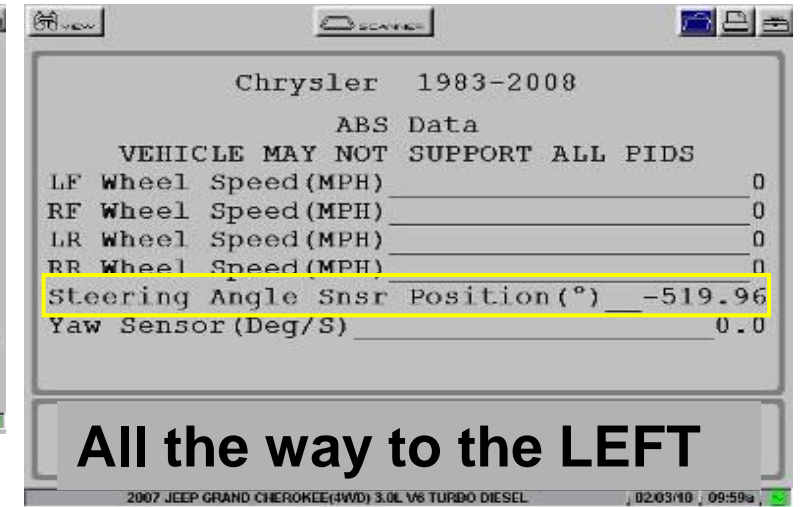 VIEW SCANNER
Chrysler 1983-2008
ABS Data
VEHICLE MAY NOT SUPPORT ALL PIDS
LF Wheel Speed(MPH) 0
RF Wheel Speed(MPH) 0
LR Wheel Speed(MPH) 0
RR Wheel Speed(MPH) 0
Steering Angle Snsr Position(°) -519.96
Yaw Sensor(Deg/S) 0.0
All the way to the LEFT
2007 JEEP GRAND CHEROKEE(4WD) 3.0L V6 TURBO DIESEL , 02/03/10 , 09:59a ,